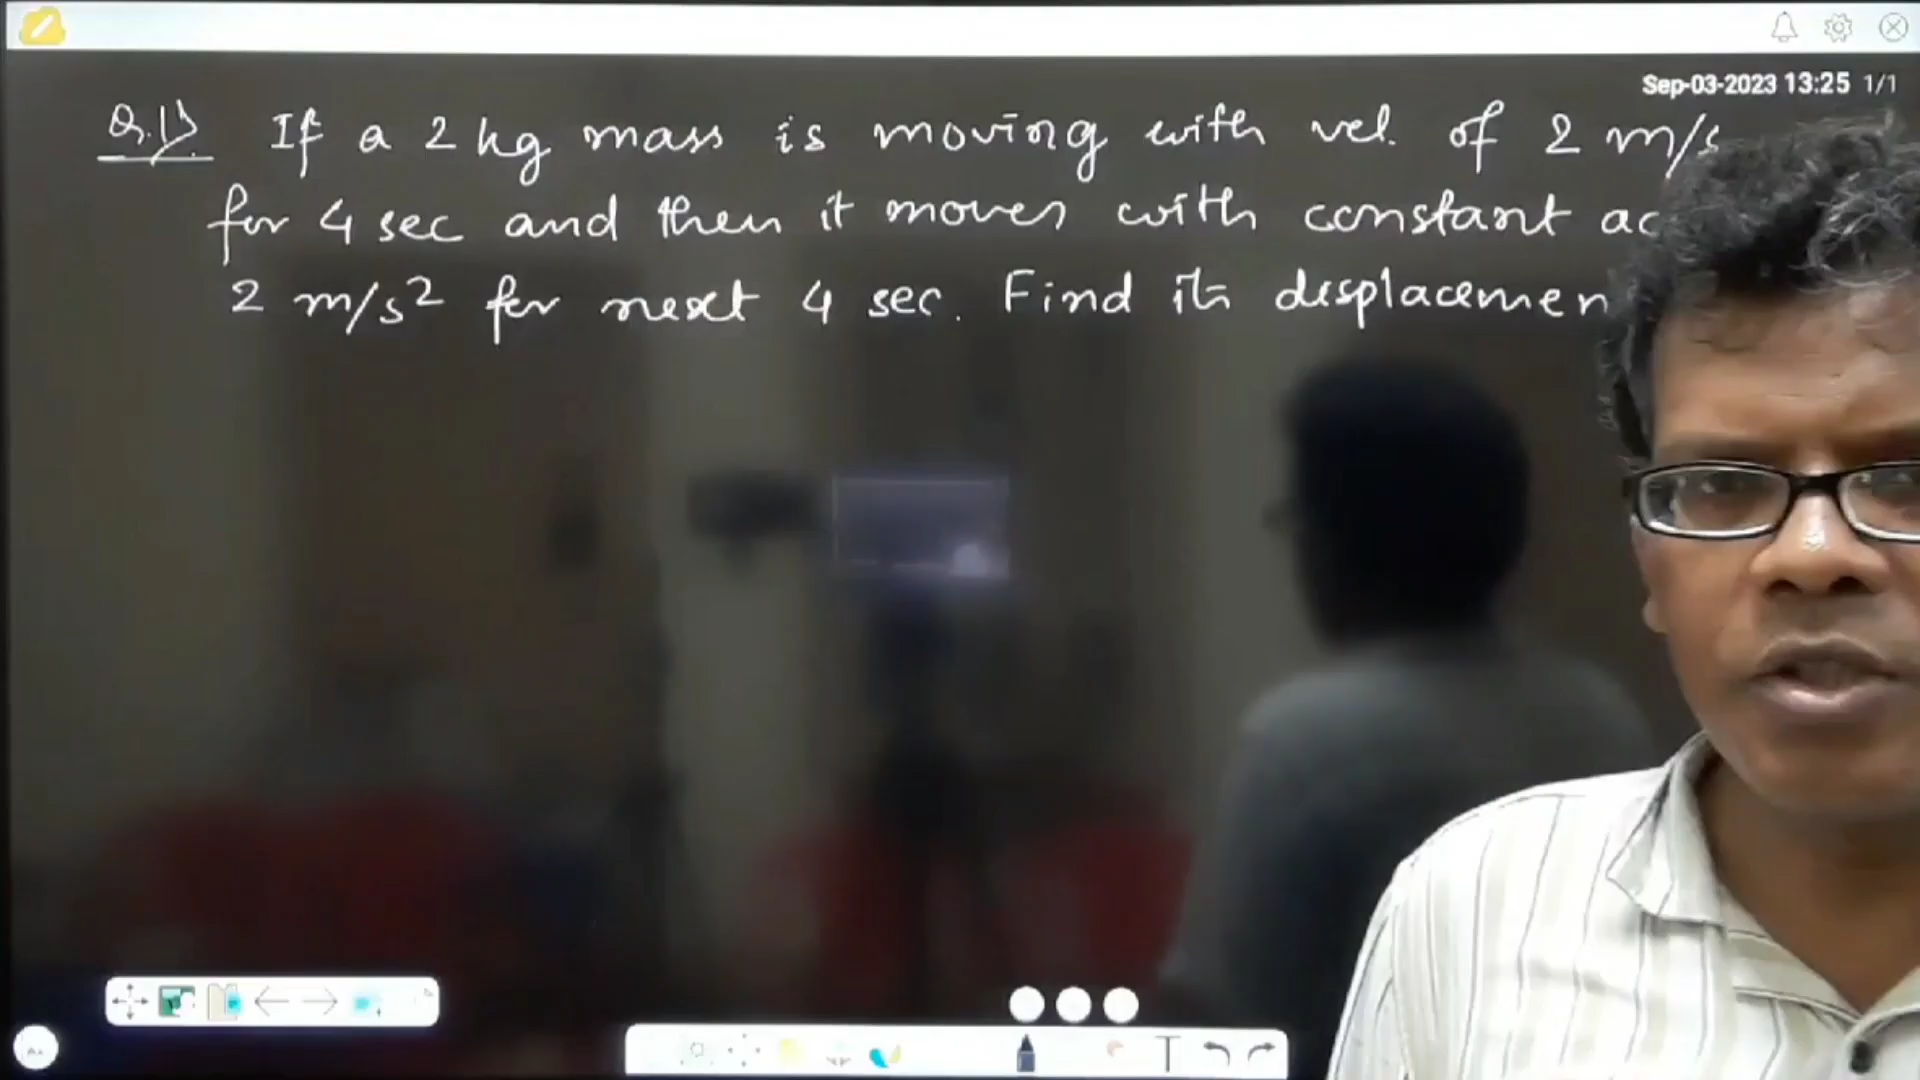 Sep-03-2023 13:25 1/1
Q.1) If a 2 kg mass is moving with vel. of 2 m/s
for 4 sec and then it moves with constant ac
2 m/s² for next 4 sec. Find its displacemen
T